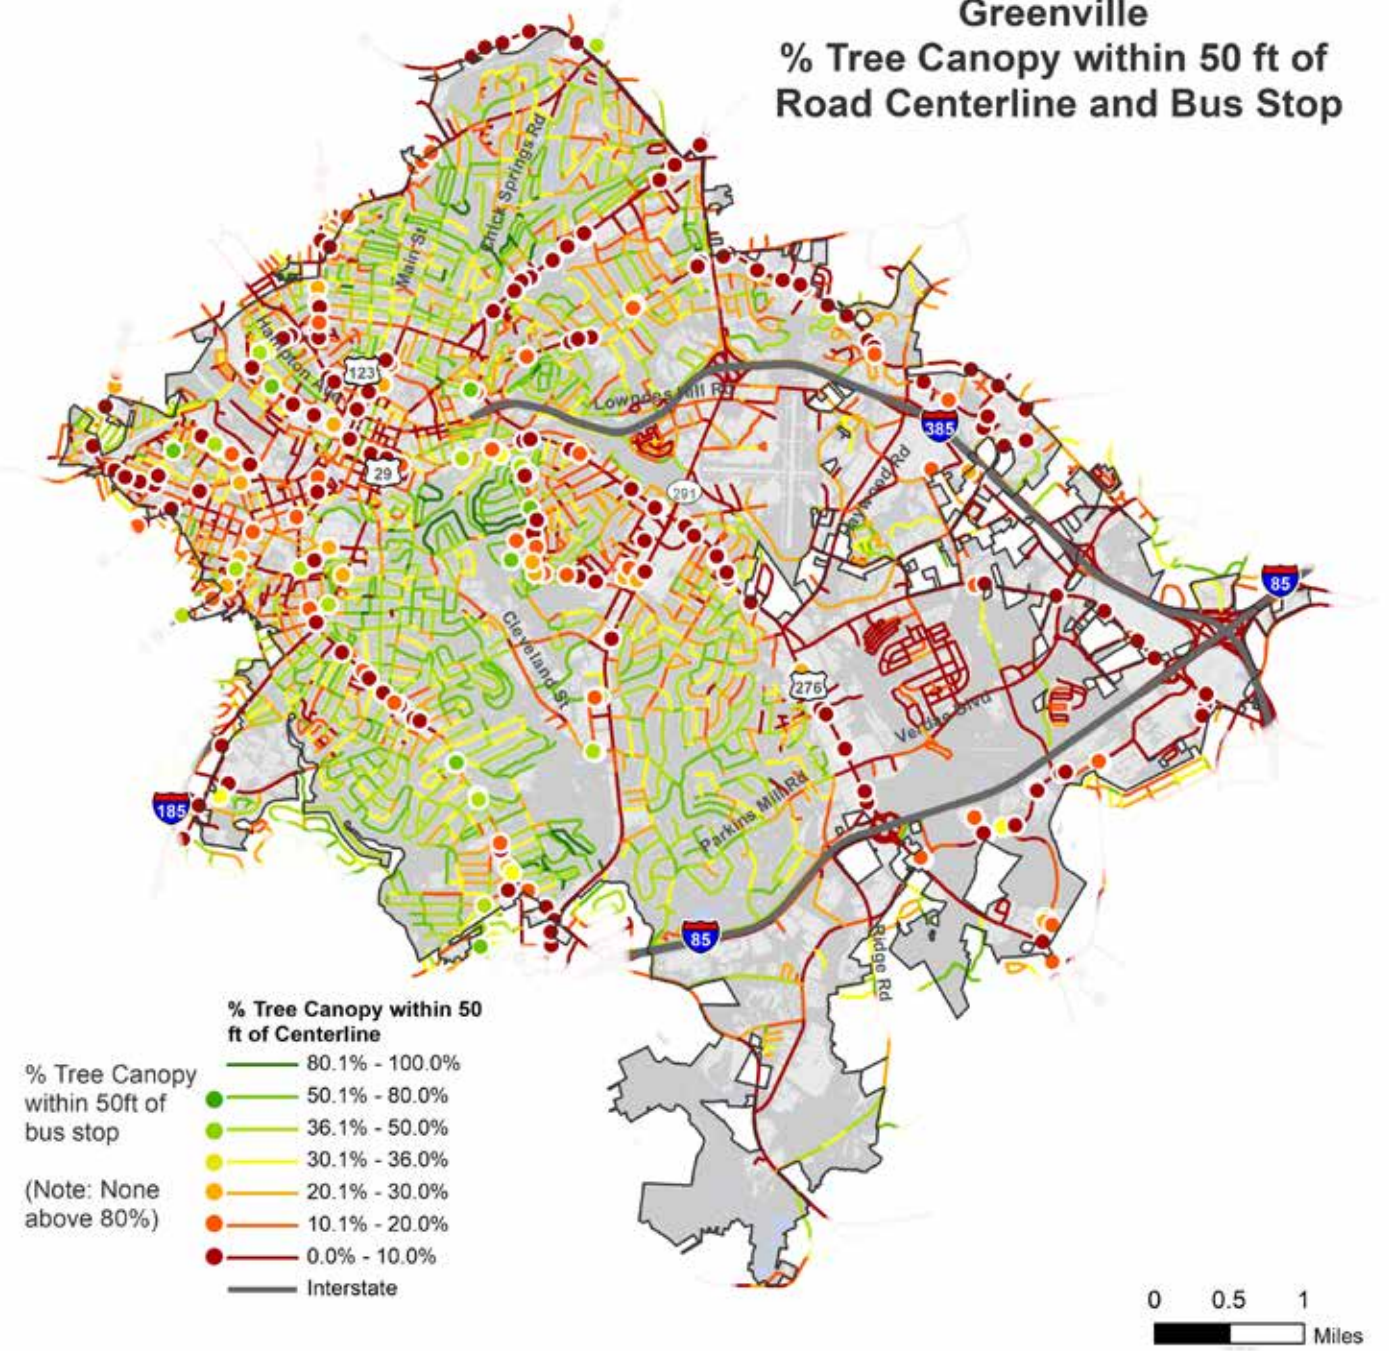 Greenville
% Tree Canopy within 50 ft of
Road Centerline and Bus Stop
Chick Springs Rd
Main St
Hampton Ave
123
Lowndes Hill Rd
385
29
291
Haywood Rd
85
Cleveland St
276
Verdae Blvd
Parkins Mill Rd
185
85
Ridge Rd
% Tree Canopy within 50
ft of Centerline
80.1% - 100.0%
50.1% - 80.0%
36.1% - 50.0%
30.1% - 36.0%
20.1% - 30.0%
10.1% - 20.0%
0.0% - 10.0%
Interstate
% Tree Canopy
within 50ft of
bus stop
(Note: None
above 80%)
0 0.5 1
Miles